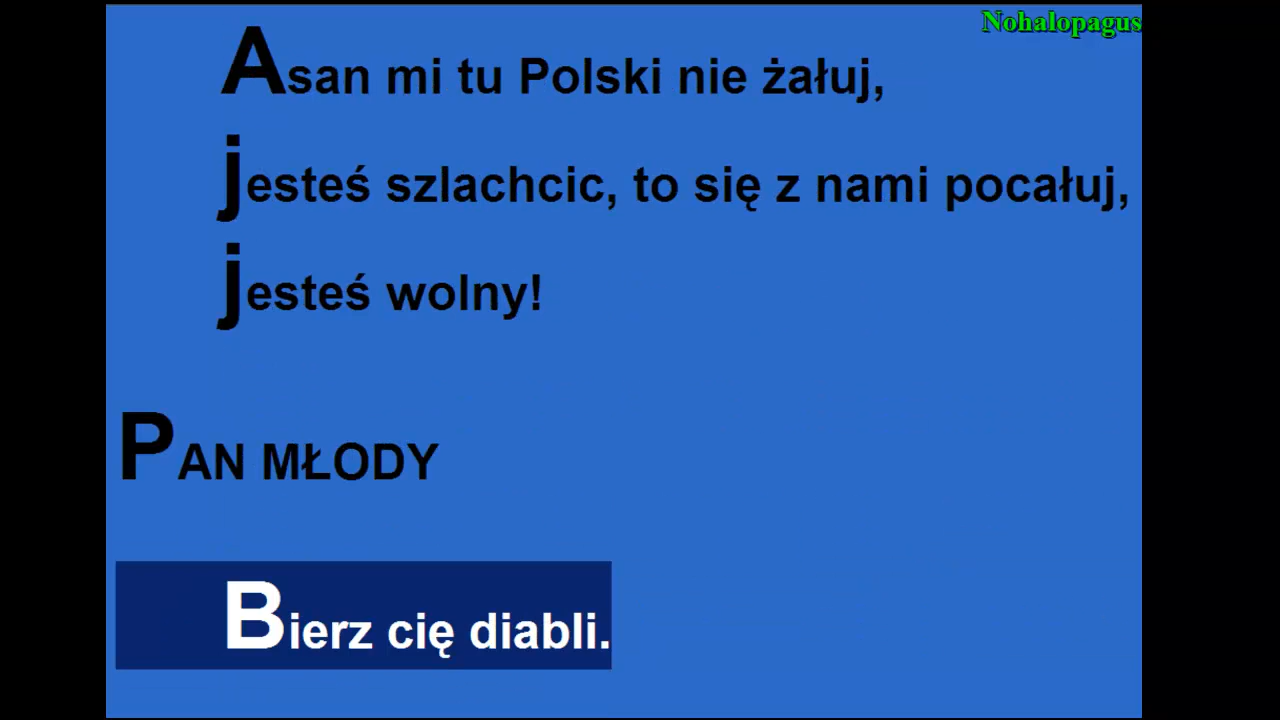 Nohalopagus
Asan mi tu Polski nie żałuj,
jesteś szlachcic, to się z nami pocałuj,
jesteś wolny!
PAN MŁODY
Bierz cię diabli.